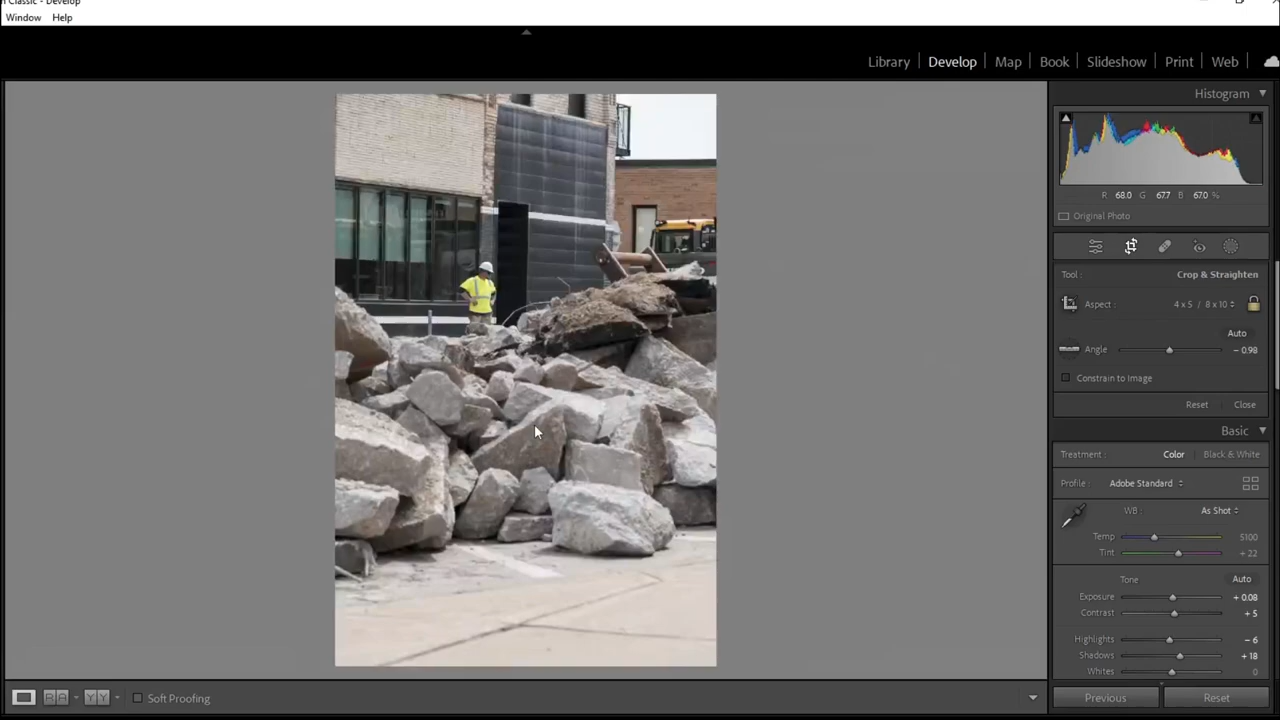 n Classic - Develop
Window Help
Library Develop Map Book Slideshow Print Web
Histogram
R 68.0 G 67.7 B 67.0 %
Original Photo
Tool : Crop & Straighten
Aspect : 4 x 5 / 8 x 10
Auto
Angle - 0.98
Constrain to Image
Reset Close
Basic
Treatment : Color Black & White
Profile : Adobe Standard
WB : As Shot
Temp 5100
Tint + 22
Tone Auto
Exposure + 0.08
Contrast + 5
Highlights - 6
Shadows + 18
Whites 0
Previous Reset
R A Y Y Soft Proofing